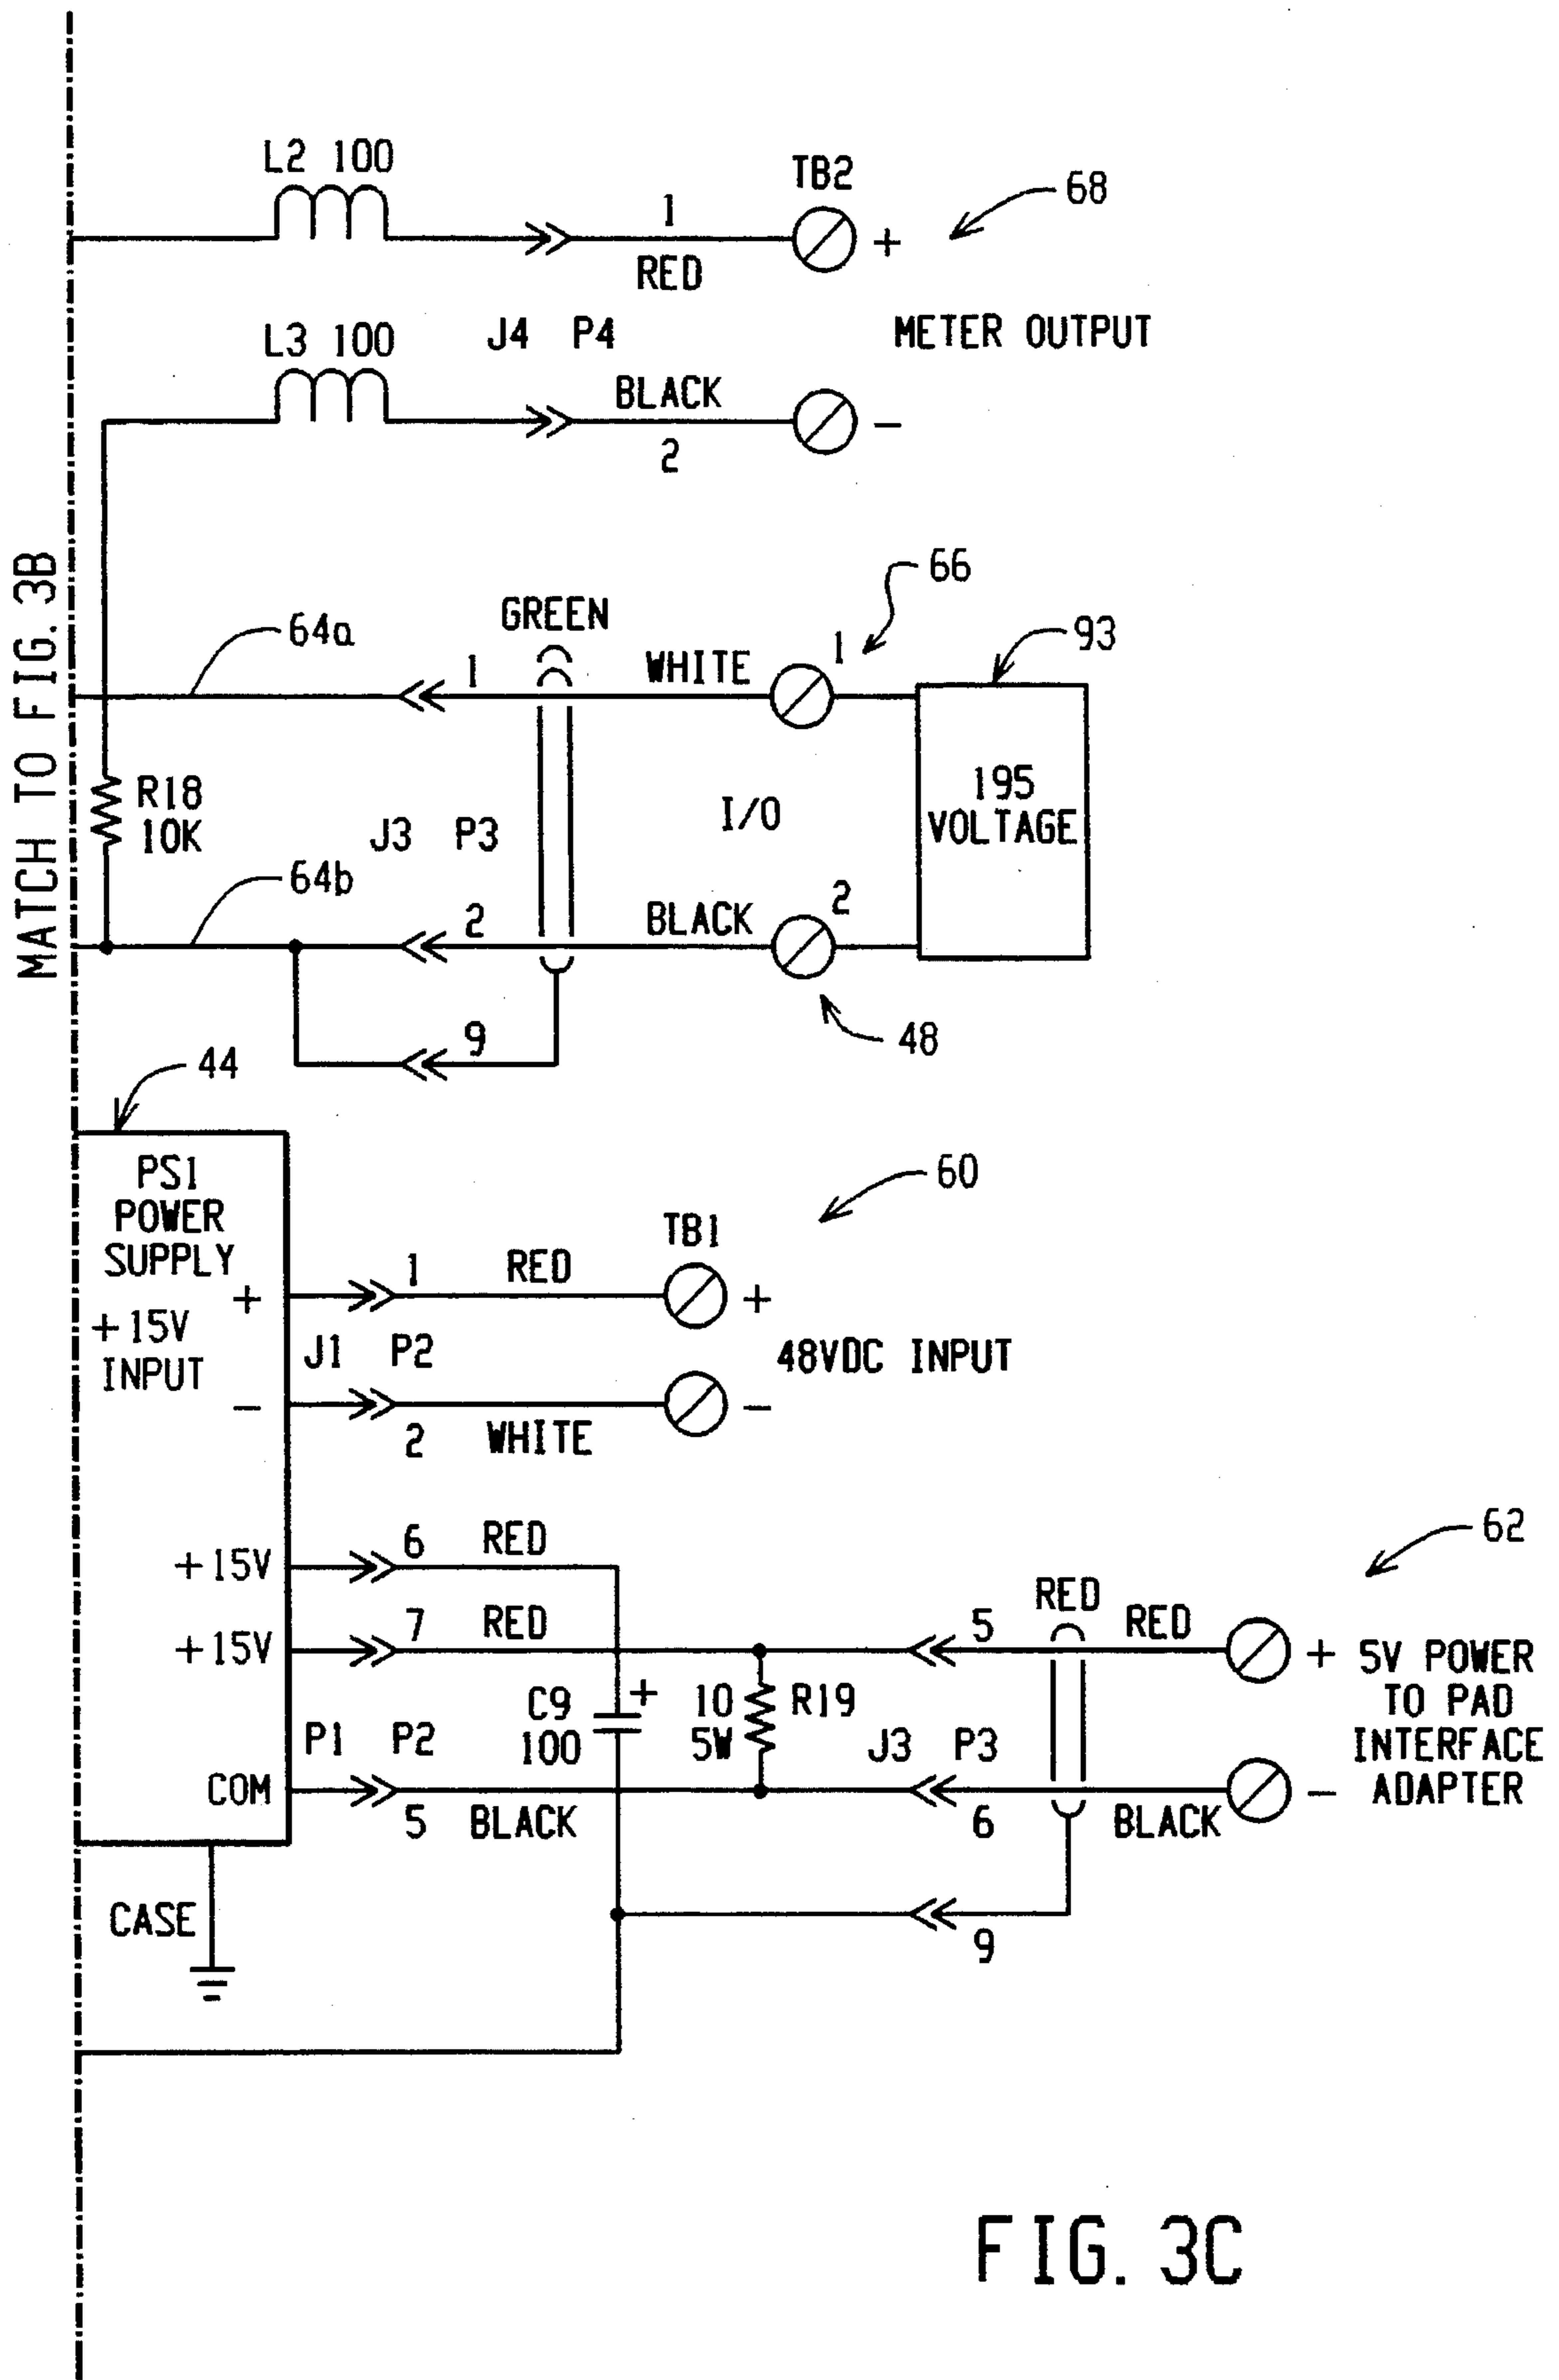 L2 100
TB2
68
1
+
RED
L3 100
J4 P4
METER OUTPUT
BLACK
-
2
MATCH TO FIG. 3B
66
GREEN
64a
93
1
WHITE
1
R18
10K
J3 P3
I/O
195
VOLTAGE
64b
2
BLACK
2
9
48
44
PS1
POWER
SUPPLY
60
TB1
1
RED
+
+
+15V
INPUT
J1 P2
48VDC INPUT
-
-
2
WHITE
62
+15V
6
RED
RED
+15V
7
RED
5
RED
+
5V POWER
TO PAD
INTERFACE
ADAPTER
C9
100
+
10
5W
R19
P1 P2
J3 P3
COM
5
BLACK
6
BLACK
-
CASE
9
FIG. 3C